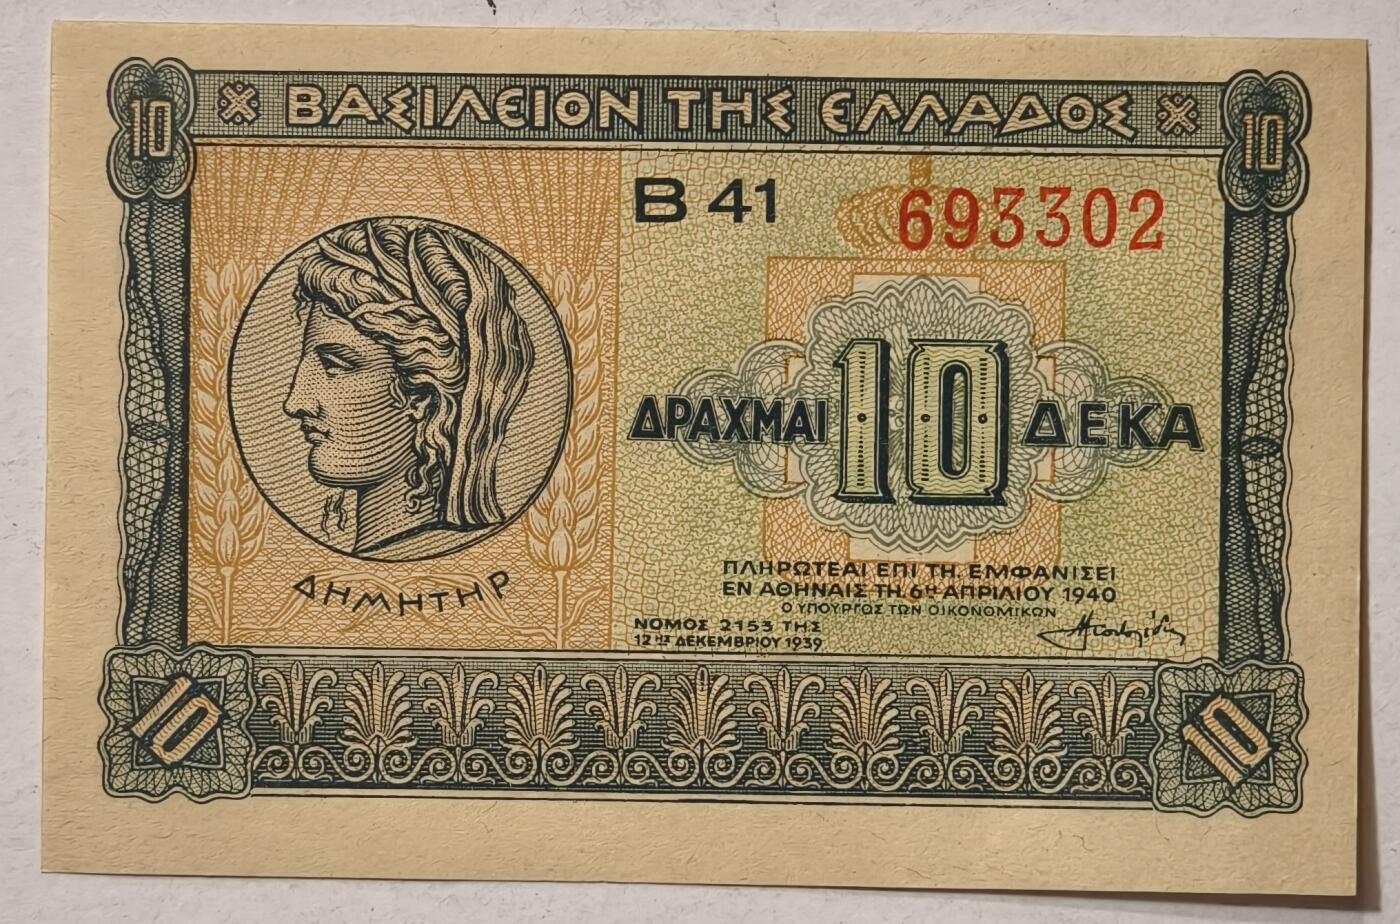 ΒΑΣΙΛΕΙΟΝ ΤΗΣ ΕΛΛΑΔΟΣ
10
10
Β 41 693302
ΔΡΑΧΜΑΙ 10 ΔΕΚΑ
ΔΗΜΗΤΗΡ
ΠΛΗΡΩΤΕΑΙ ΕΠΙ ΤΗ ΕΜΦΑΝΙΣΕΙ
ΕΝ ΑΘΗΝΑΙΣ ΤΗ 6Η ΑΠΡΙΛΙΟΥ 1940
Ο ΥΠΟΥΡΓΟΣ ΤΩΝ ΟΙΚΟΝΟΜΙΚΩΝ
ΝΟΜΟΣ 2153 ΤΗΣ
12ΗΣ ΔΕΚΕΜΒΡΙΟΥ 1939
10
10